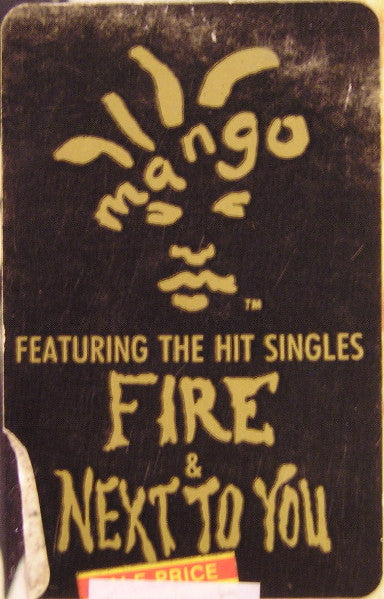 mango
TM
FEATURING THE HIT SINGLES
FIRE
&
NEXT TO YOU
PRICE